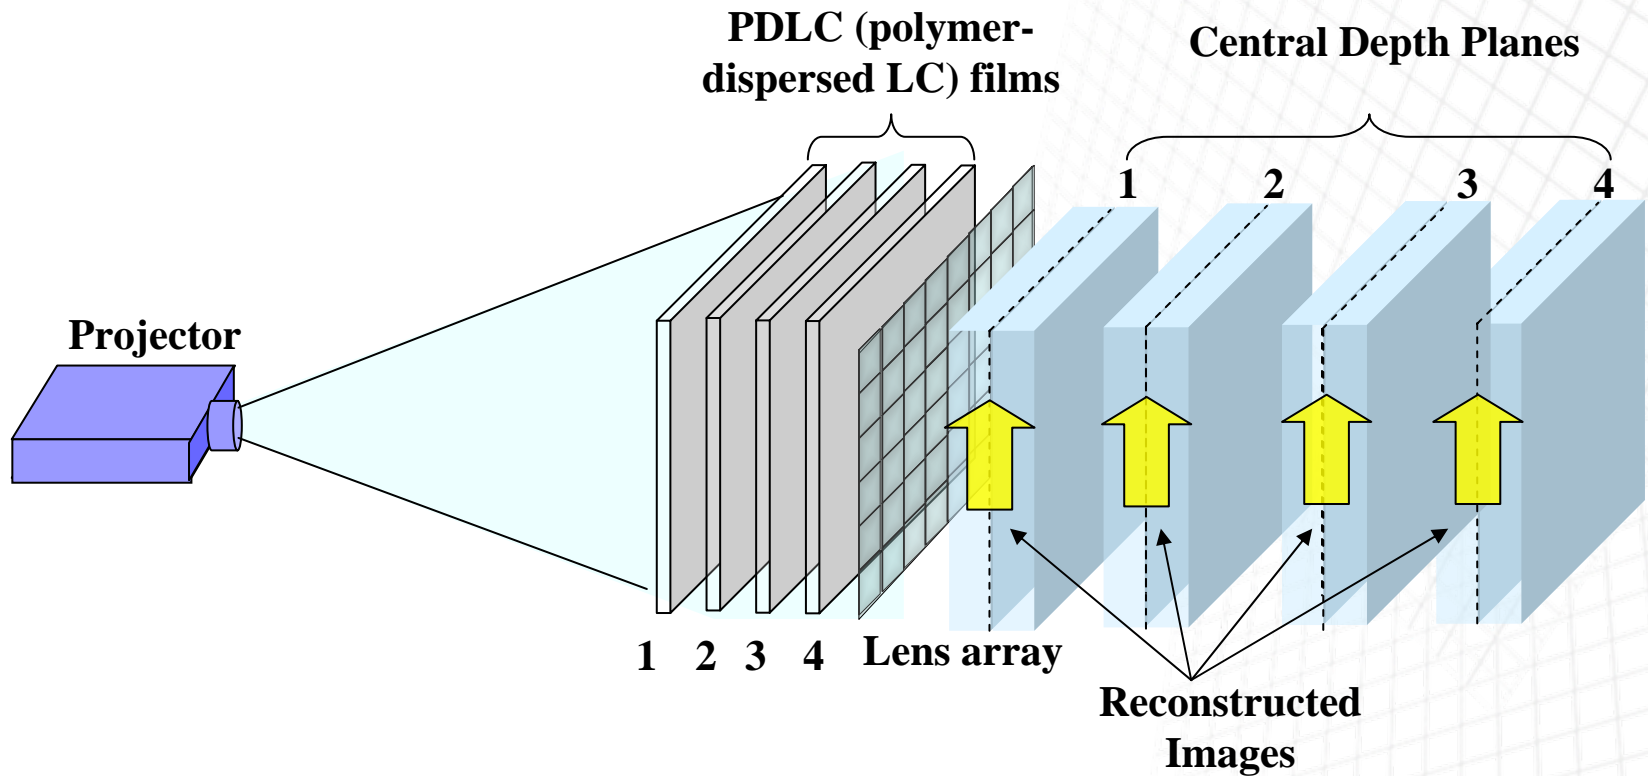 PDLC (polymer-
dispersed LC) films
Central Depth Planes
1 2 3 4
Projector
1 2 3 4
Lens array
Reconstructed
Images